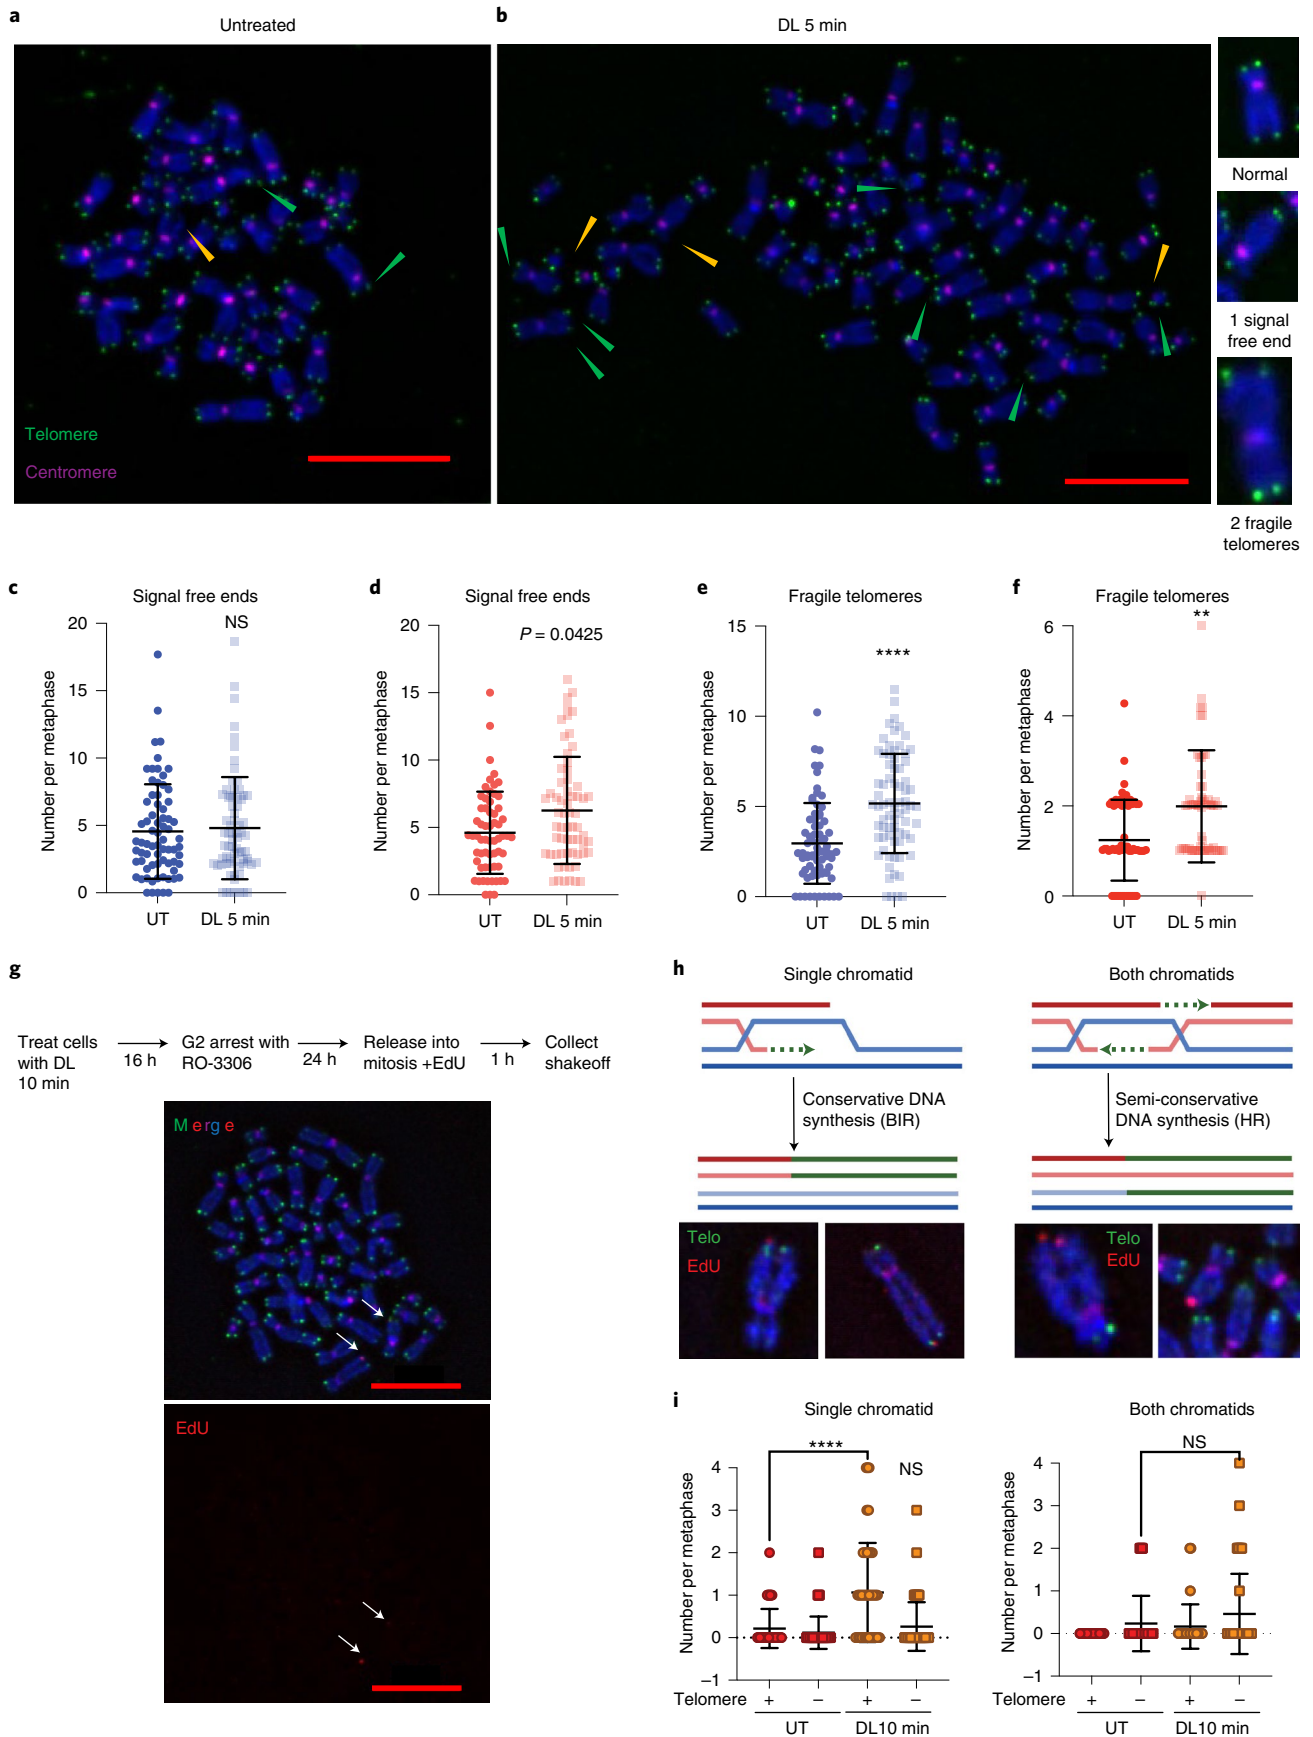 a
Untreated
b
DL 5 min
Telomere
Centromere
Normal
1 signal
free end
2 fragile
telomeres
c
Signal free ends
NS
Number per metaphase
20
15
10
5
0
UT
DL 5 min
d
Signal free ends
P = 0.0425
Number per metaphase
20
15
10
5
0
UT
DL 5 min
e
Fragile telomeres
****
Number per metaphase
15
10
5
0
UT
DL 5 min
f
Fragile telomeres
**
Number per metaphase
6
4
2
0
UT
DL 5 min
g
Treat cells
with DL
10 min
16 h
G2 arrest with
RO-3306
24 h
Release into
mitosis +EdU
1 h
Collect
shakeoff
Merge
EdU
h
Single chromatid
Both chromatids
Conservative DNA
synthesis (BIR)
Semi-conservative
DNA synthesis (HR)
Telo
EdU
Telo
EdU
i
Single chromatid
****
NS
Number per metaphase
4
3
2
1
0
–1
Telomere + – + –
UT
DL10 min
Both chromatids
NS
Number per metaphase
4
3
2
1
0
–1
Telomere + – + –
UT
DL10 min